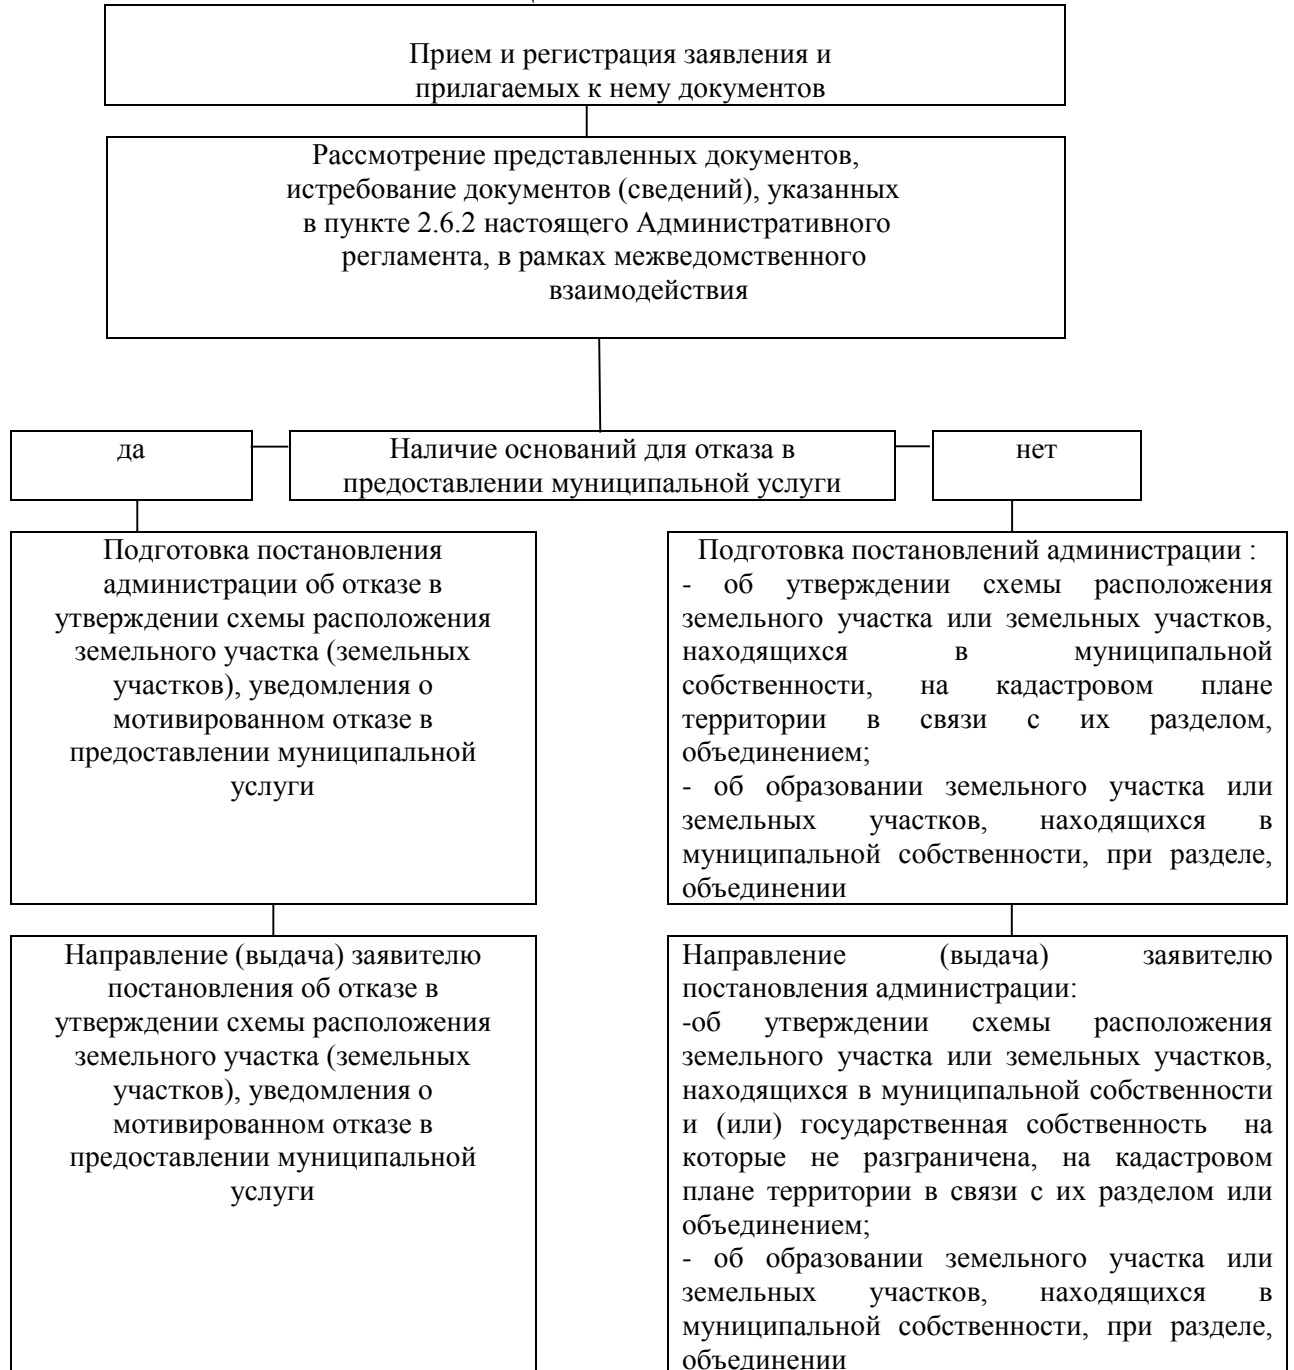 Прием и регистрация заявления и
прилагаемых к нему документов
Рассмотрение представленных документов,
истребование документов (сведений), указанных
в пункте 2.6.2 настоящего Административного
регламента, в рамках межведомственного
взаимодействия
да
Наличие оснований для отказа в
предоставлении муниципальной услуги
нет
Подготовка постановления
администрации об отказе в
утверждении схемы расположения
земельного участка (земельных
участков), уведомления о
мотивированном отказе в
предоставлении муниципальной
услуги
Подготовка постановлений администрации :
- об утверждении схемы расположения
земельного участка или земельных участков,
находящихся в муниципальной
собственности, на кадастровом плане
территории в связи с их разделом,
объединением;
- об образовании земельного участка или
земельных участков, находящихся в
муниципальной собственности, при разделе,
объединении
Направление (выдача) заявителю
постановления об отказе в
утверждении схемы расположения
земельного участка (земельных
участков), уведомления о
мотивированном отказе в
предоставлении муниципальной
услуги
Направление (выдача) заявителю
постановления администрации:
-об утверждении схемы расположения
земельного участка или земельных участков,
находящихся в муниципальной собственности
и (или) государственная собственность на
которые не разграничена, на кадастровом
плане территории в связи с их разделом или
объединением;
- об образовании земельного участка или
земельных участков, находящихся в
муниципальной собственности, при разделе,
объединении